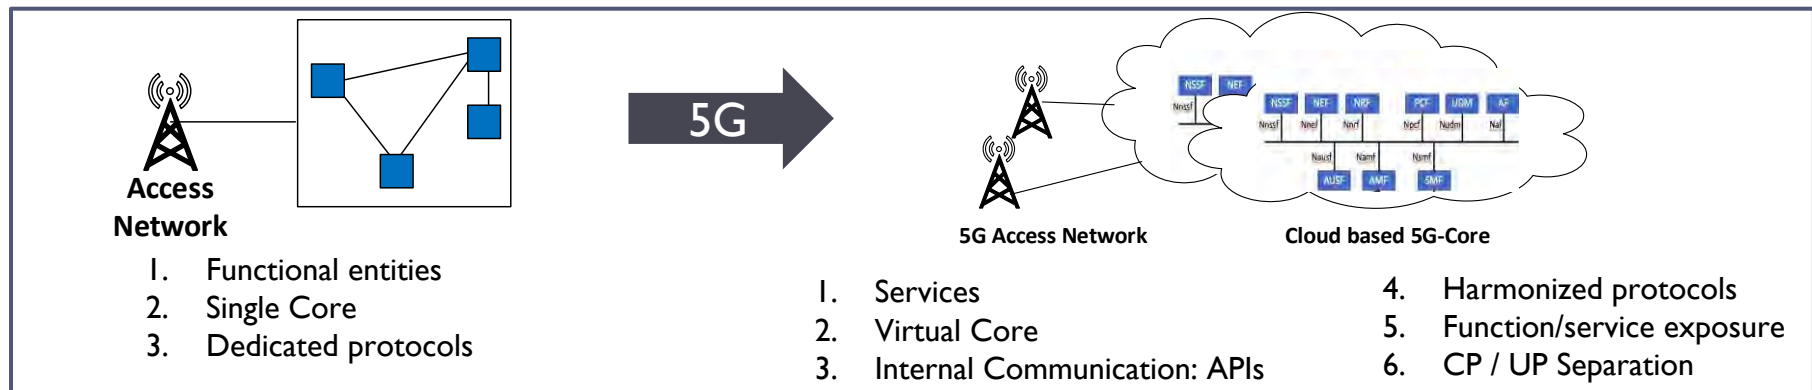 5G
Access
Network
1. Functional entities
2. Single Core
3. Dedicated protocols
NSSF NEF
Nnssf
NSSF NEF NRF PCF UDM AF
Nnssf Nnef Nnrf Npcf Nudm Naf
Nausf Namf Nsmf
AUSF AMF SMF
5G Access Network
Cloud based 5G-Core
1. Services
2. Virtual Core
3. Internal Communication: APIs
4. Harmonized protocols
5. Function/service exposure
6. CP / UP Separation